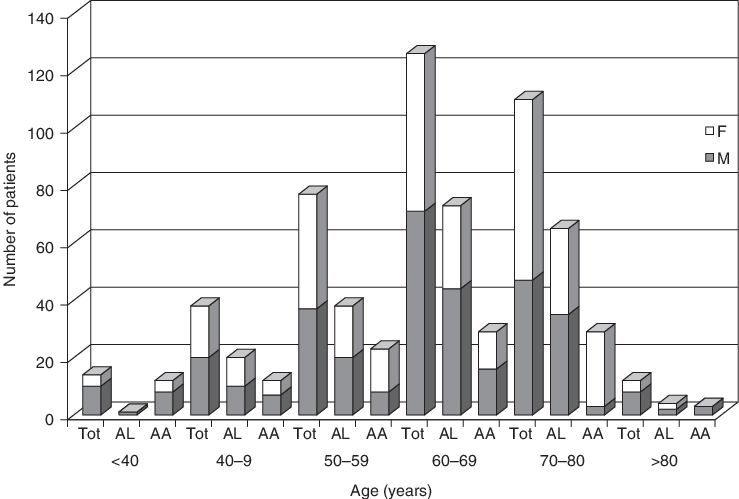 140
120
100
80
60
40
20
0
Number of patients
F
M
Tot AL AA Tot AL AA Tot AL AA Tot AL AA Tot AL AA Tot AL AA
<40 40–9 50–59 60–69 70–80 >80
Age (years)